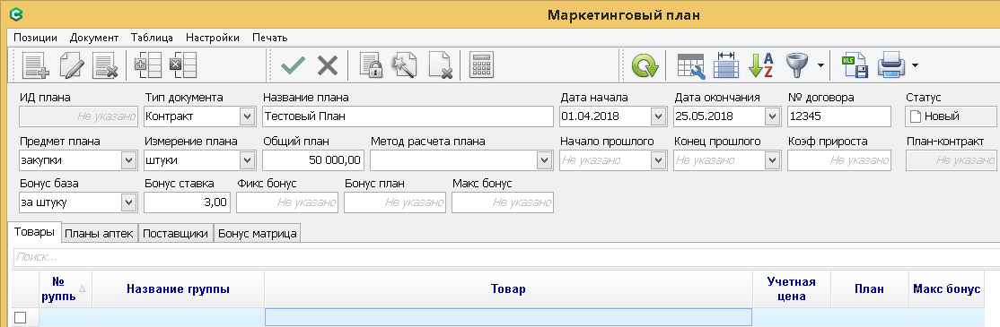 Маркетинговый план
Позиции Документ Таблица Настройки Печать
A Z XLS
ИД плана Тип документа Название плана Дата начала Дата окончания № договора Статус
Не указано Контракт Тестовый План 01.04.2018 25.05.2018 12345 Новый
Предмет плана Измерение плана Общий план Метод расчета плана Начало прошлого Конец прошлого Коэф прироста План-контракт
закупки штуки 50 000,00 Не указано Не указано Не указано Не указано
Бонус база Бонус ставка Фикс бонус Бонус план Макс бонус
за штуку 3,00 Не указано Не указано Не указано
Товары Планы аптек Поставщики Бонус матрица
Поиск...
№ руппь Название группы Товар Учетная цена План Макс бонус